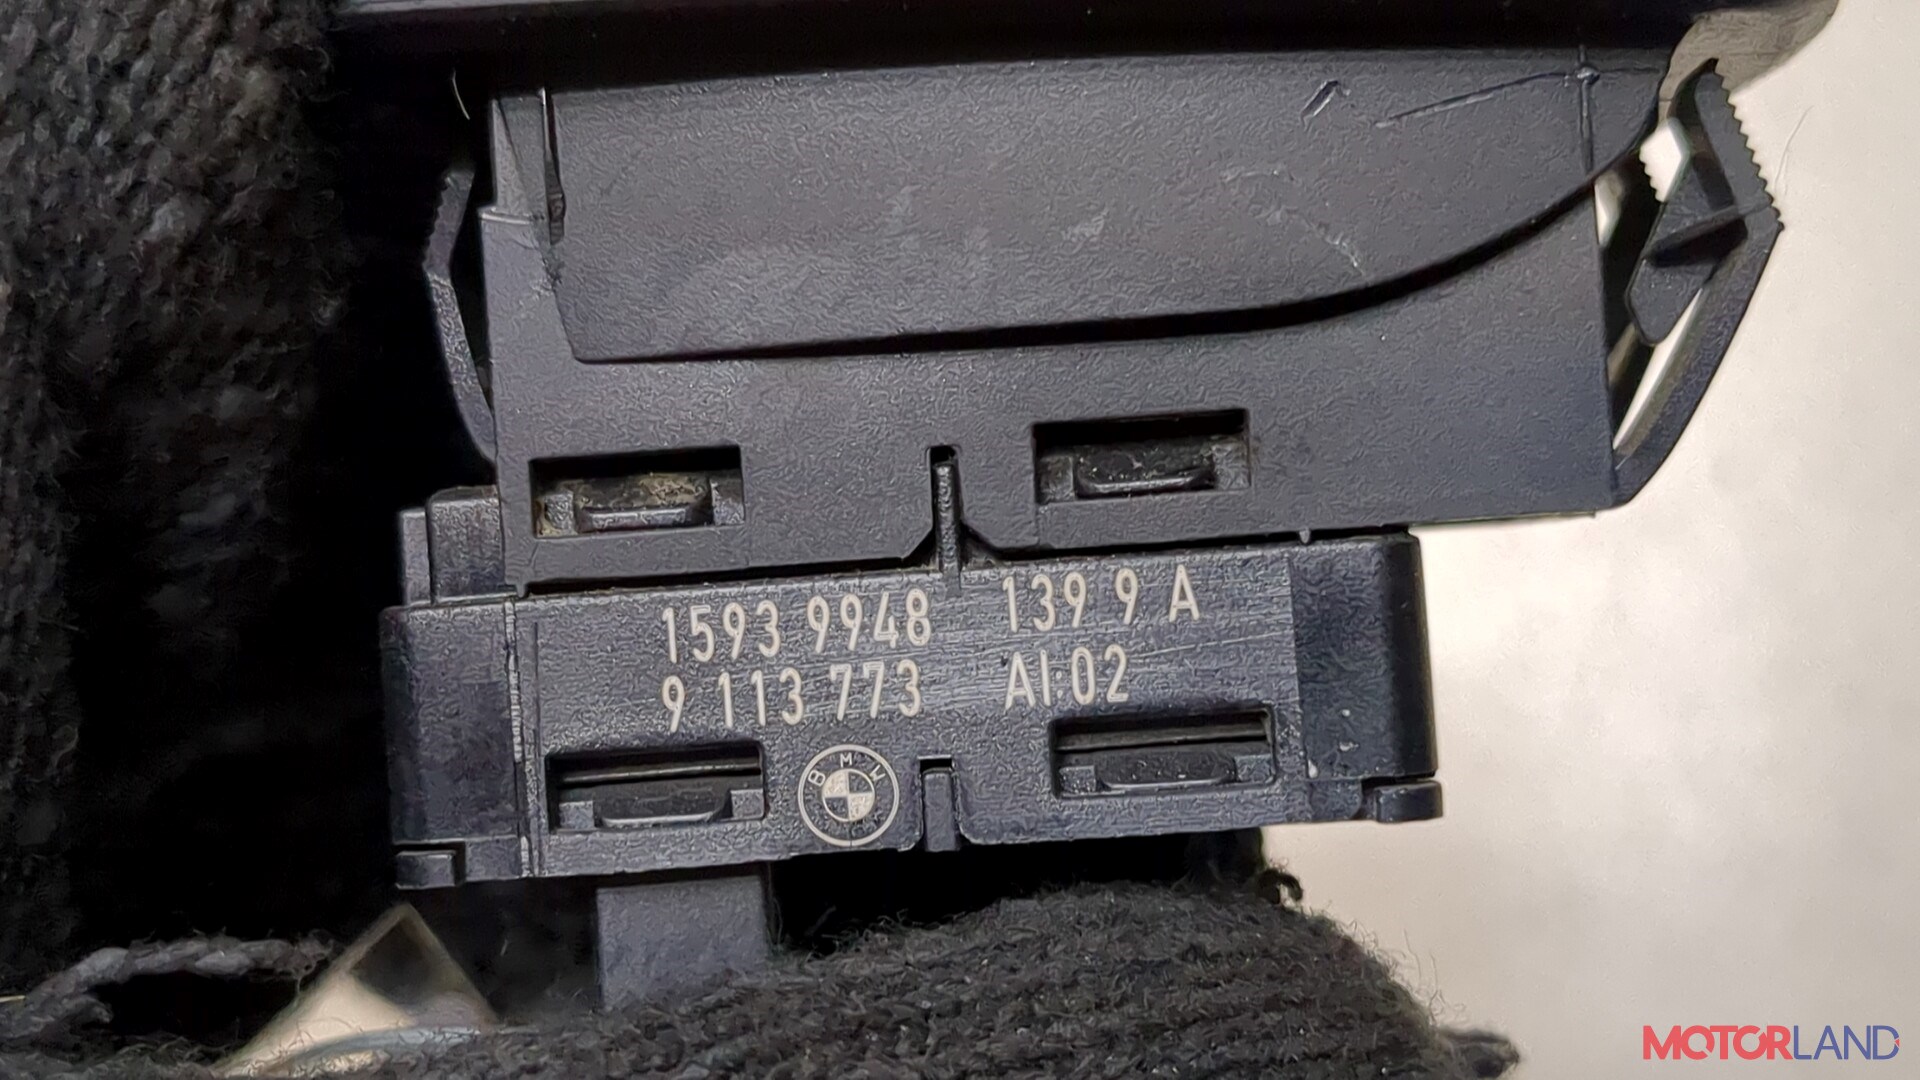 1593 9948 139 9 A
9 113 773 AI:02
BMW
MOTORLAND